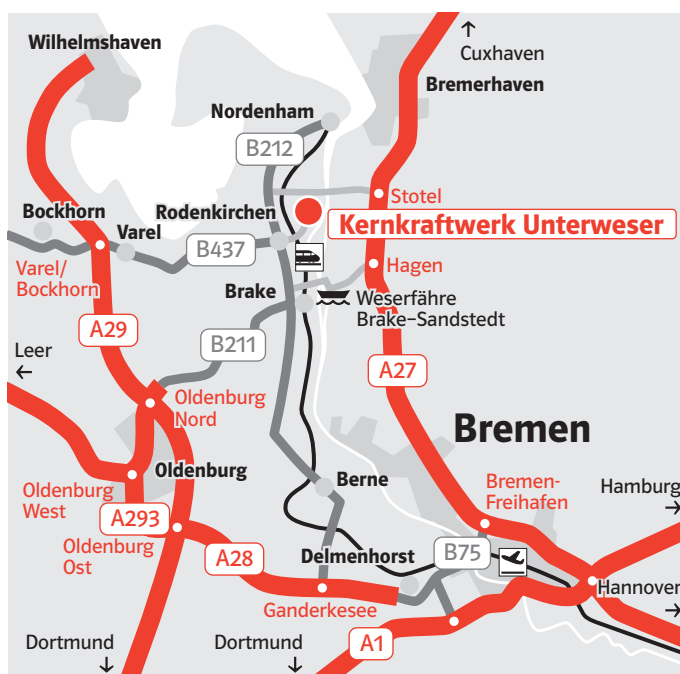 Wilhelmshaven
Cuxhaven
Bremerhaven
Nordenham
B212
Stotel
Bockhorn
Varel
Rodenkirchen
Kernkraftwerk Unterweser
B437
Varel/
Bockhorn
Hagen
Brake
Weserfähre
Brake–Sandstedt
A29
B211
Leer
A27
Oldenburg
Nord
Bremen
Oldenburg
Oldenburg
West
Berne
Bremen-
Freihafen
Hamburg
A293
Oldenburg
Ost
A28
Delmenhorst
B75
Ganderkesee
Hannover
Dortmund
Dortmund
A1